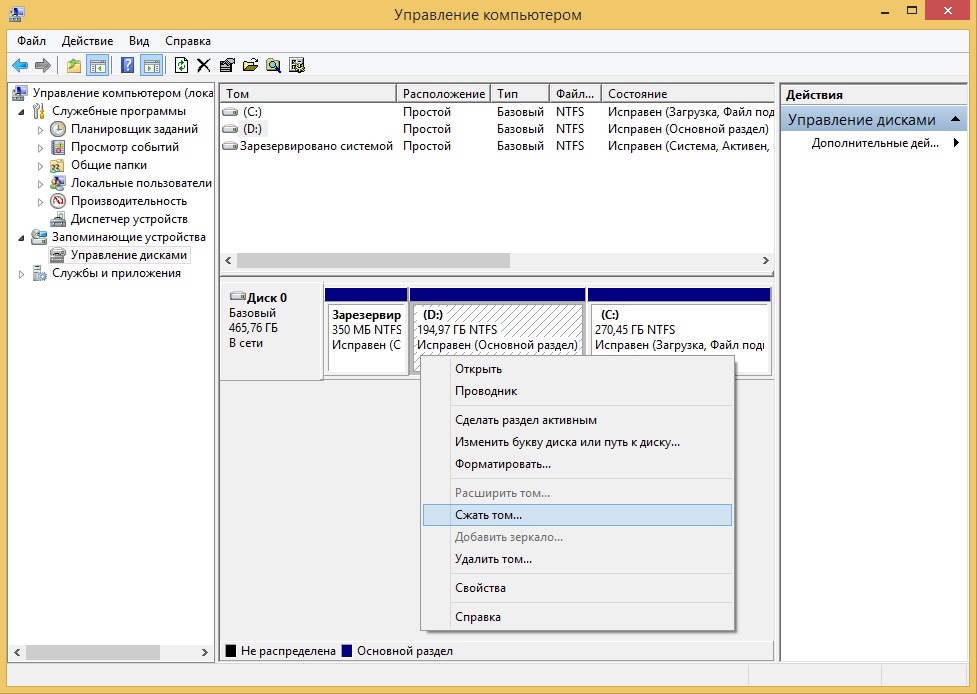 Управление компьютером
Файл Действие Вид Справка
Управление компьютером (лока
Служебные программы
Планировщик заданий
Просмотр событий
Общие папки
Локальные пользователи
Производительность
Диспетчер устройств
Запоминающие устройства
Управление дисками
Службы и приложения
Том Расположение Тип Файл... Состояние
(C:) Простой Базовый NTFS Исправен (Загрузка, Файл под
(D:) Простой Базовый NTFS Исправен (Основной раздел)
Зарезервировано системой Простой Базовый NTFS Исправен (Система, Активен,
Диск 0
Базовый
465,76 ГБ
В сети
Зарезервир
350 МБ NTFS
Исправен (С
(D:)
194,97 ГБ NTFS
Исправен (Основной раздел)
(C:)
270,45 ГБ NTFS
Исправен (Загрузка, Файл подк
Открыть
Проводник
Сделать раздел активным
Изменить букву диска или путь к диску...
Форматировать...
Расширить том...
Сжать том...
Добавить зеркало...
Удалить том...
Свойства
Справка
Не распределена Основной раздел
Действия
Управление дисками
Дополнительные дей...